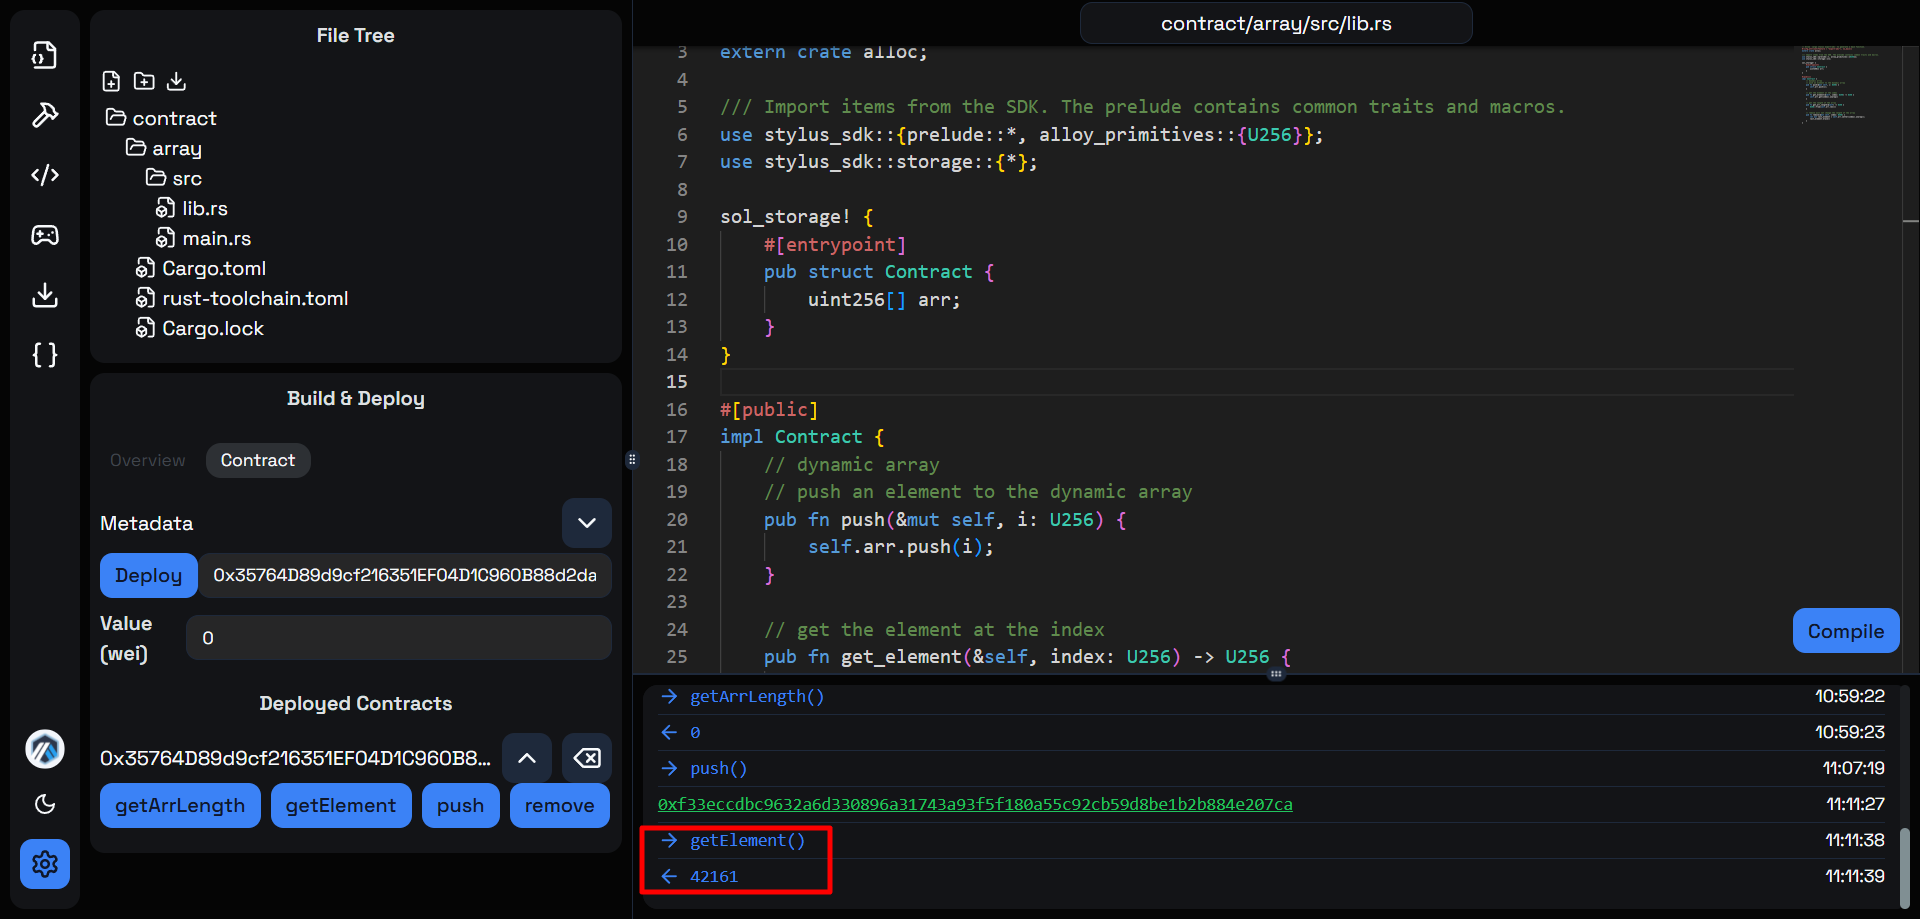 File Tree
contract
array
src
lib.rs
main.rs
Cargo.toml
rust-toolchain.toml
Cargo.lock
Build & Deploy
Overview
Contract
Metadata
Deploy
0x35764D89d9cf216351EF04D1C960B88d2da
Value
(wei)
0
Deployed Contracts
0x35764D89d9cf216351EF04D1C960B8...
getArrLength
getElement
push
remove
contract/array/src/lib.rs
3 extern crate alloc;
4
5 /// Import items from the SDK. The prelude contains common traits and macros.
6 use stylus_sdk::{prelude::*, alloy_primitives::{U256}};
7 use stylus_sdk::storage::{*};
8
9 sol_storage! {
10 #[entrypoint]
11 pub struct Contract {
12 uint256[] arr;
13 }
14 }
15
16 #[public]
17 impl Contract {
18 // dynamic array
19 // push an element to the dynamic array
20 pub fn push(&mut self, i: U256) {
21 self.arr.push(i);
22 }
23
24 // get the element at the index
25 pub fn get_element(&self, index: U256) -> U256 {
Compile
→ getArrLength() 10:59:22
← 0 10:59:23
→ push() 11:07:19
0xf33eccdbc9632a6d330896a31743a93f5f180a55c92cb59d8be1b2b884e207ca 11:11:27
→ getElement() 11:11:38
← 42161 11:11:39